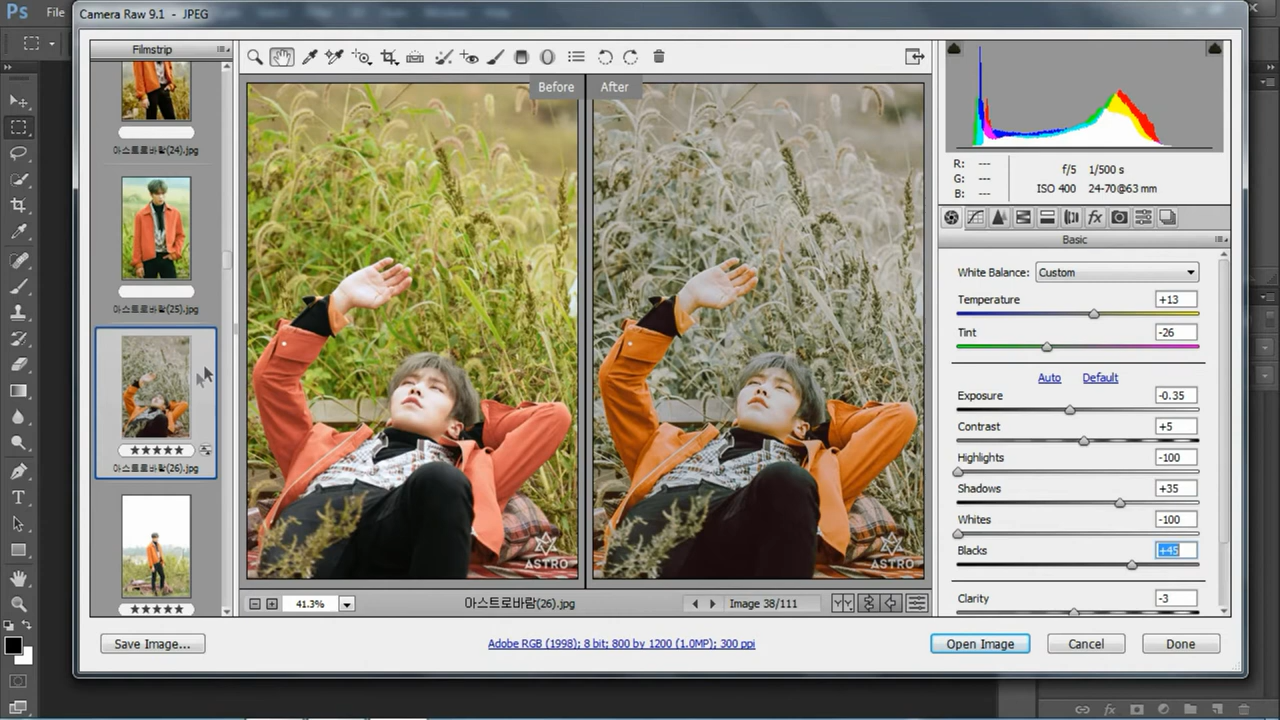 Ps File
Camera Raw 9.1 - JPEG
Filmstrip
Before
After
아스트로바람(24).jpg
아스트로바람(25).jpg
★★★★★
아스트로바람(26).jpg
★★★★★
ASTRO
ASTRO
41.3%
아스트로바람(26).jpg
Image 38/111
R: ---
G: ---
B: ---
f/5 1/500 s
ISO 400 24-70@63 mm
fx
Basic
White Balance: Custom
Temperature +13
Tint -26
Auto Default
Exposure -0.35
Contrast +5
Highlights -100
Shadows +35
Whites -100
Blacks +45
Clarity -3
Save Image...
Adobe RGB (1998); 8 bit; 800 by 1200 (1.0MP); 300 ppi
Open Image
Cancel
Done
T
fx